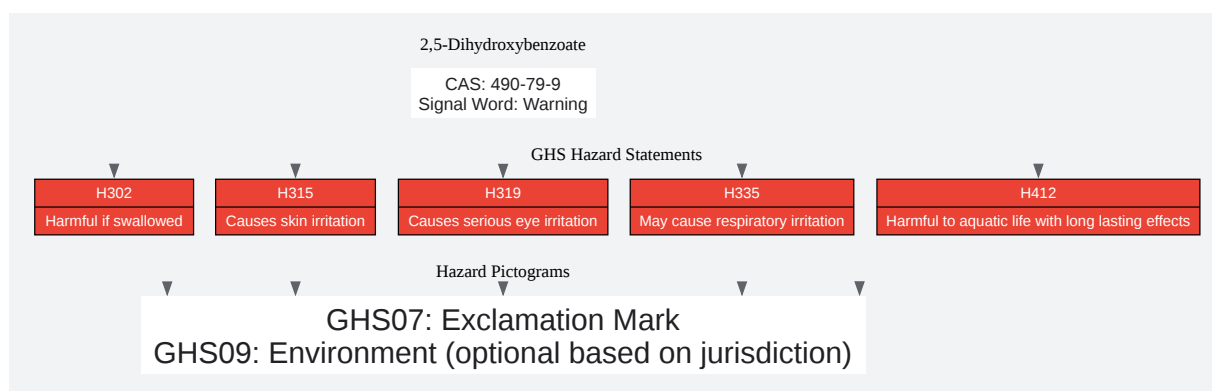 2,5-Dihydroxybenzoate
CAS: 490-79-9
Signal Word: Warning
GHS Hazard Statements
H302
Harmful if swallowed
H315
Causes skin irritation
H319
Causes serious eye irritation
H335
May cause respiratory irritation
H412
Harmful to aquatic life with long lasting effects
Hazard Pictograms
GHS07: Exclamation Mark
GHS09: Environment (optional based on jurisdiction)